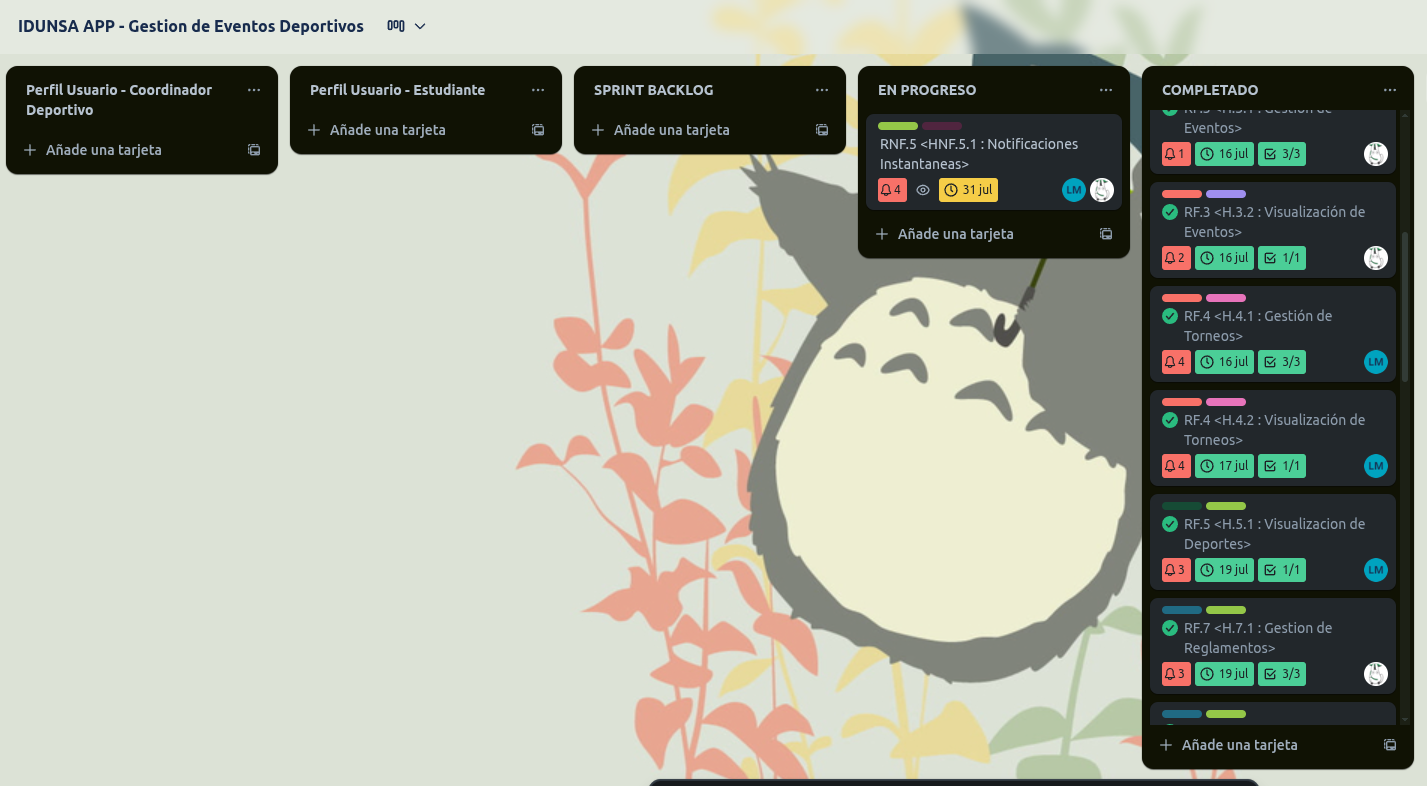 IDUNSA APP - Gestion de Eventos Deportivos
Perfil Usuario - Coordinador
Deportivo
Añade una tarjeta
Perfil Usuario - Estudiante
Añade una tarjeta
SPRINT BACKLOG
Añade una tarjeta
EN PROGRESO
RNF.5 <HNF.5.1 : Notificaciones
Instantaneas>
4 31 jul LM
Añade una tarjeta
COMPLETADO
Eventos>
1 16 jul 3/3
RF.3 <H.3.2 : Visualización de
Eventos>
2 16 jul 1/1
RF.4 <H.4.1 : Gestión de
Torneos>
4 16 jul 3/3 LM
RF.4 <H.4.2 : Visualización de
Torneos>
4 17 jul 1/1 LM
RF.5 <H.5.1 : Visualizacion de
Deportes>
3 19 jul 1/1 LM
RF.7 <H.7.1 : Gestion de
Reglamentos>
3 19 jul 3/3
Añade una tarjeta